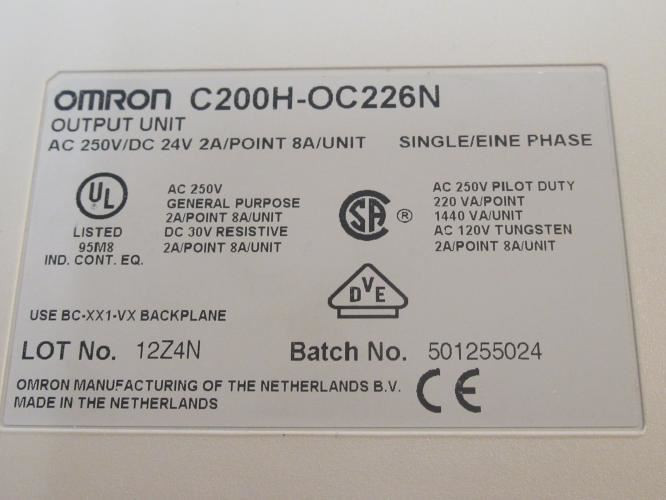 OMRON C200H-OC226N
OUTPUT UNIT
AC 250V/DC 24V 2A/POINT 8A/UNIT SINGLE/EINE PHASE
UL
LISTED
95M8
IND. CONT. EQ.
AC 250V
GENERAL PURPOSE
2A/POINT 8A/UNIT
DC 30V RESISTIVE
2A/POINT 8A/UNIT
SA ®
AC 250V PILOT DUTY
220 VA/POINT
1440 VA/UNIT
AC 120V TUNGSTEN
2A/POINT 8A/UNIT
DVE
USE BC-XX1-VX BACKPLANE
LOT No. 12Z4N Batch No. 501255024
OMRON MANUFACTURING OF THE NETHERLANDS B.V.
MADE IN THE NETHERLANDS
CE